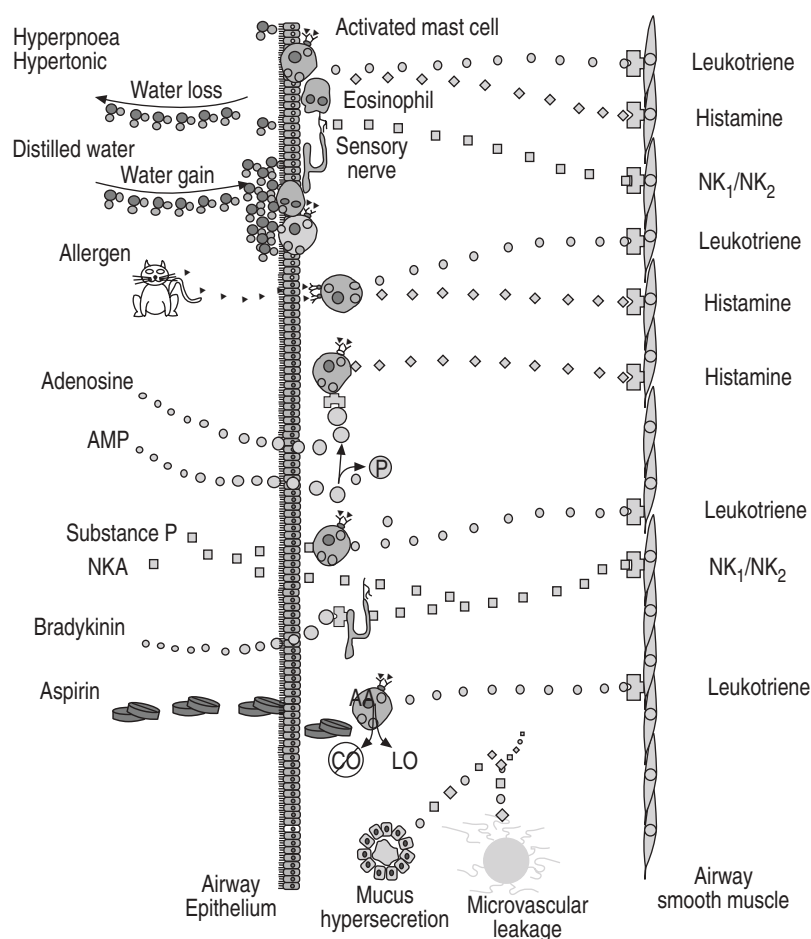 Hyperpnoea
Hypertonic
Activated mast cell
Leukotriene
Water loss
Eosinophil
Histamine
Distilled water
Sensory
nerve
Water gain
NK₁/NK₂
Allergen
Leukotriene
Histamine
Adenosine
Histamine
AMP
P
Substance P
Leukotriene
NKA
NK₁/NK₂
Bradykinin
Aspirin
AA
Leukotriene
CO
LO
Airway
Epithelium
Mucus
hypersecretion
Microvascular
leakage
Airway
smooth muscle